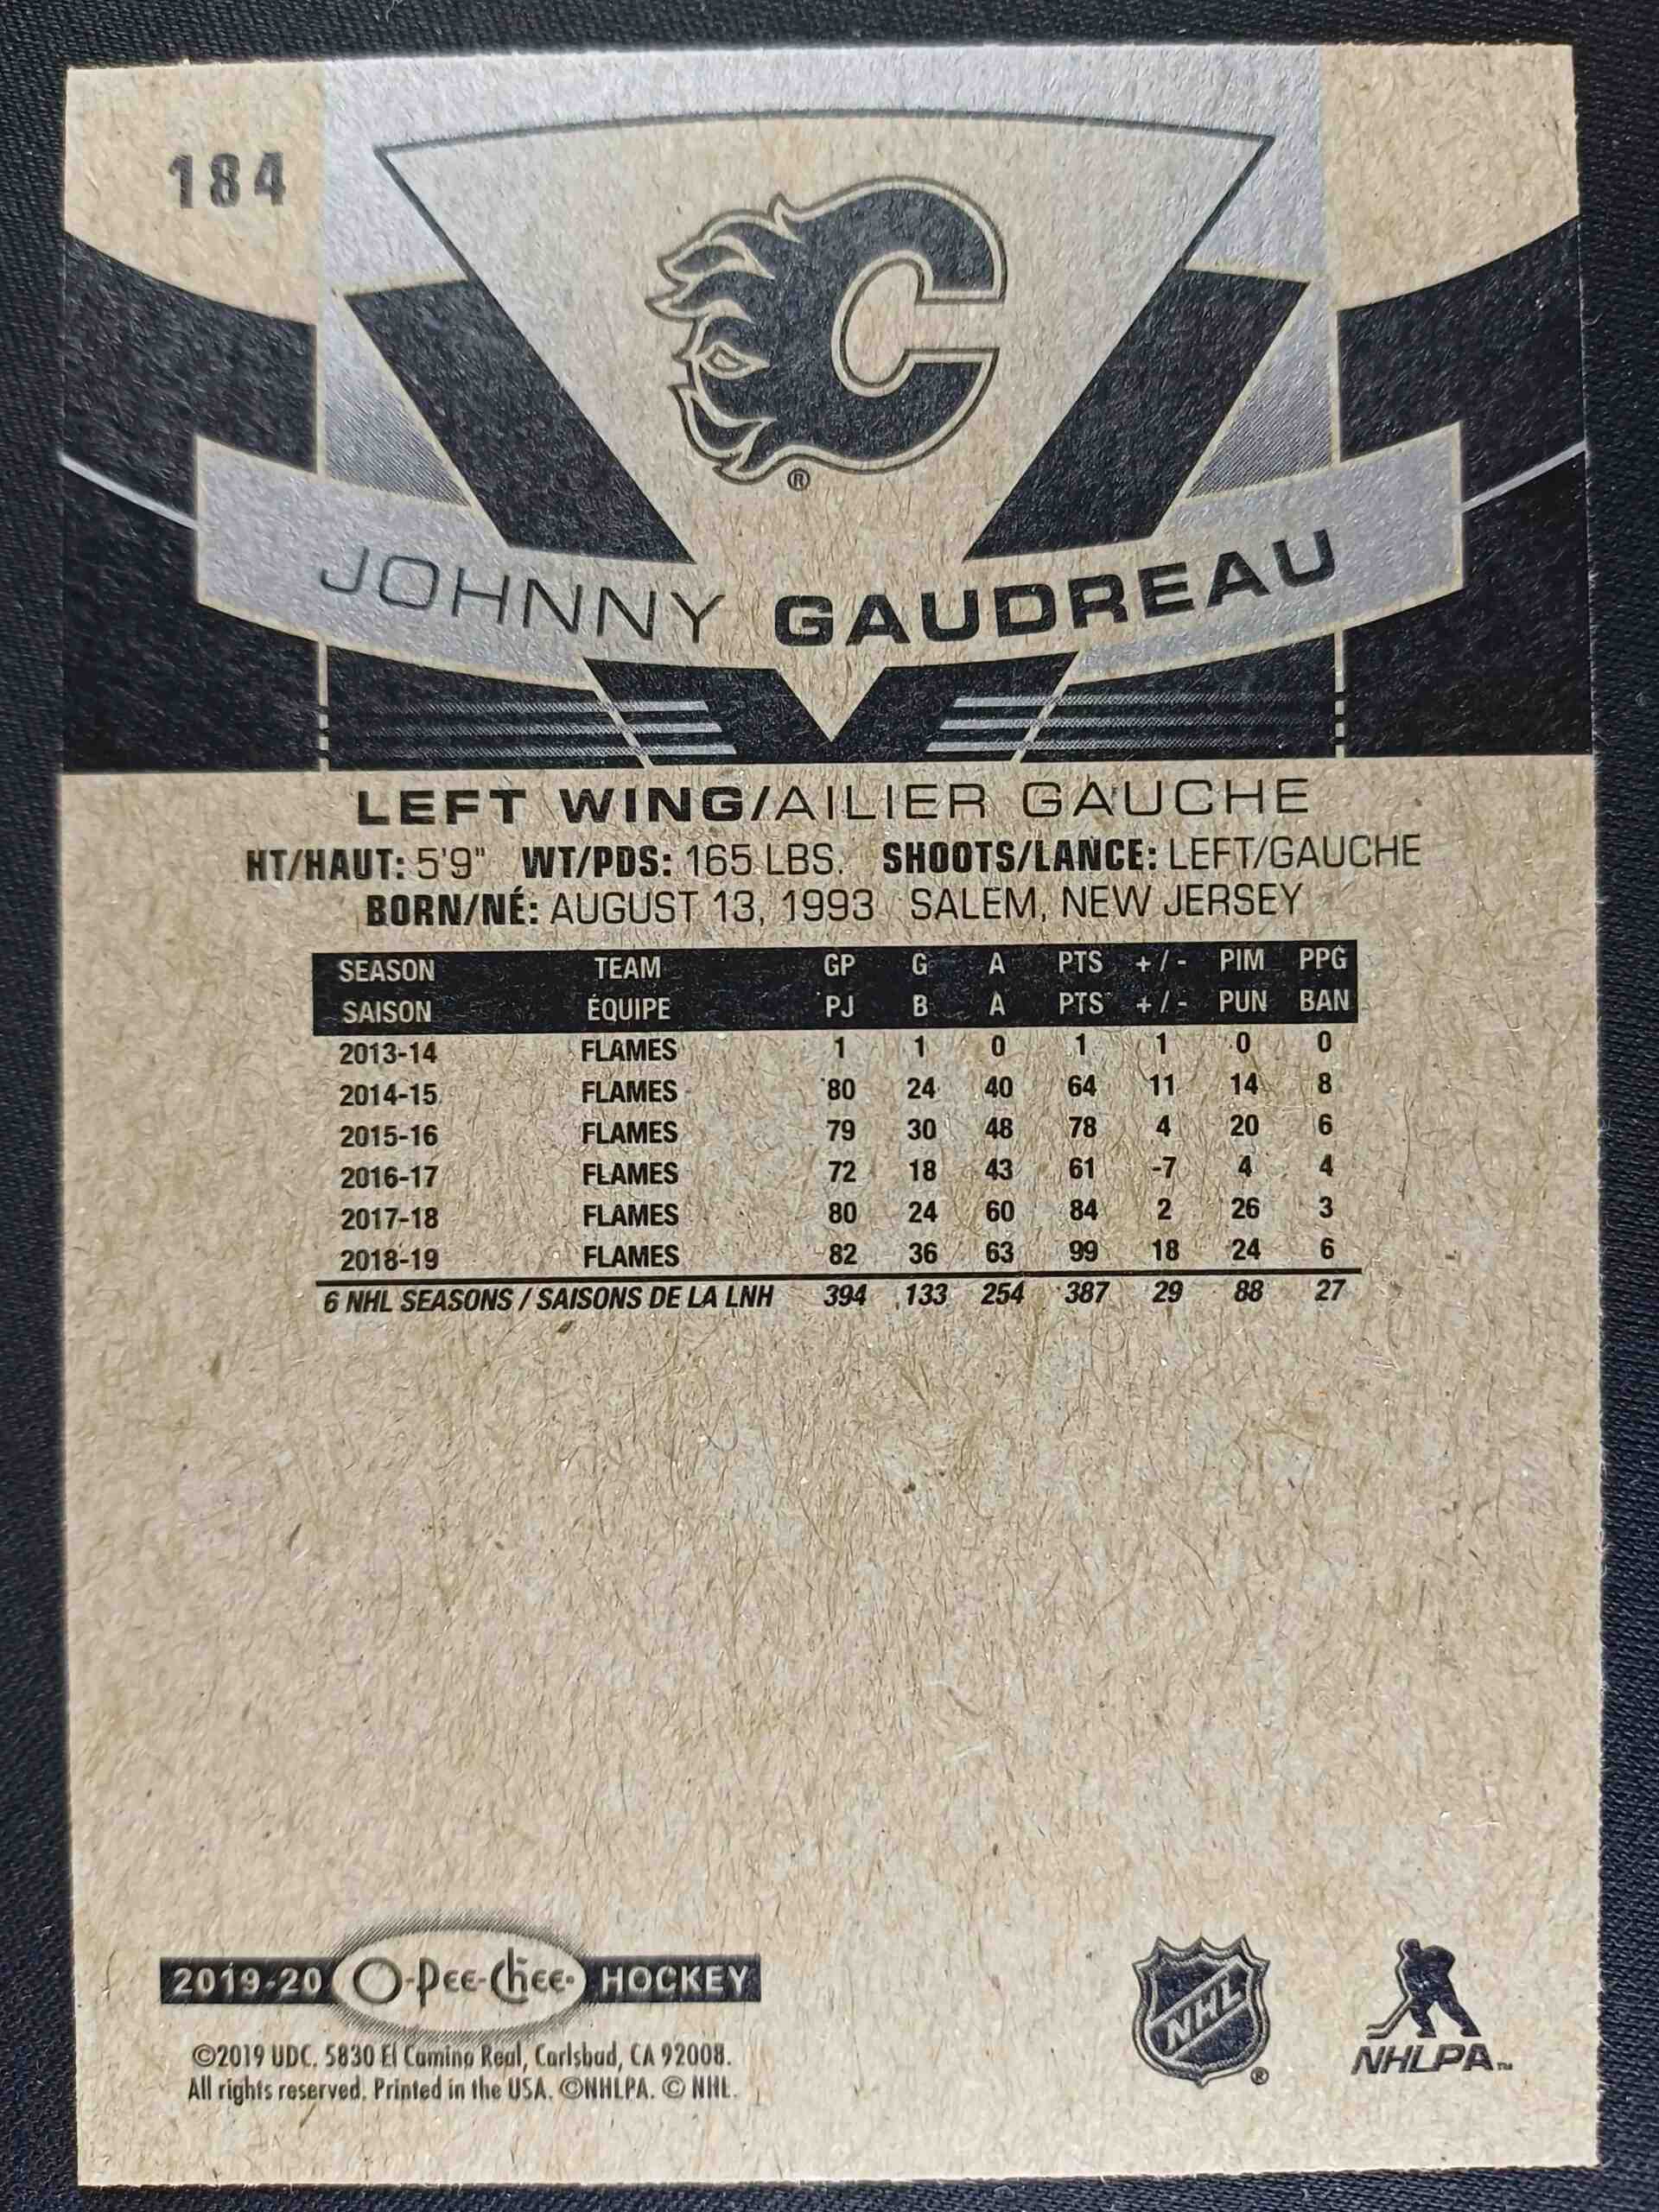 184
®
JOHNNY GAUDREAU
LEFT WING/AILIER GAUCHE
HT/HAUT: 5'9" WT/PDS: 165 LBS. SHOOTS/LANCE: LEFT/GAUCHE
BORN/NÉ: AUGUST 13, 1993 SALEM, NEW JERSEY
SEASON TEAM GP G A PTS +/- PIM PPG
SAISON ÉQUIPE PJ B A PTS +/- PUN BAN
2013-14 FLAMES 1 1 0 1 1 0 0
2014-15 FLAMES 80 24 40 64 11 14 8
2015-16 FLAMES 79 30 48 78 4 20 6
2016-17 FLAMES 72 18 43 61 -7 4 4
2017-18 FLAMES 80 24 60 84 2 26 3
2018-19 FLAMES 82 36 63 99 18 24 6
6 NHL SEASONS / SAISONS DE LA LNH 394 133 254 387 29 88 27
2019-20 O-Pee-Chee HOCKEY
©2019 UDC. 5830 El Camino Real, Carlsbad, CA 92008.
All rights reserved. Printed in the USA. ©NHLPA. © NHL.
NHL ®
NHLPA™